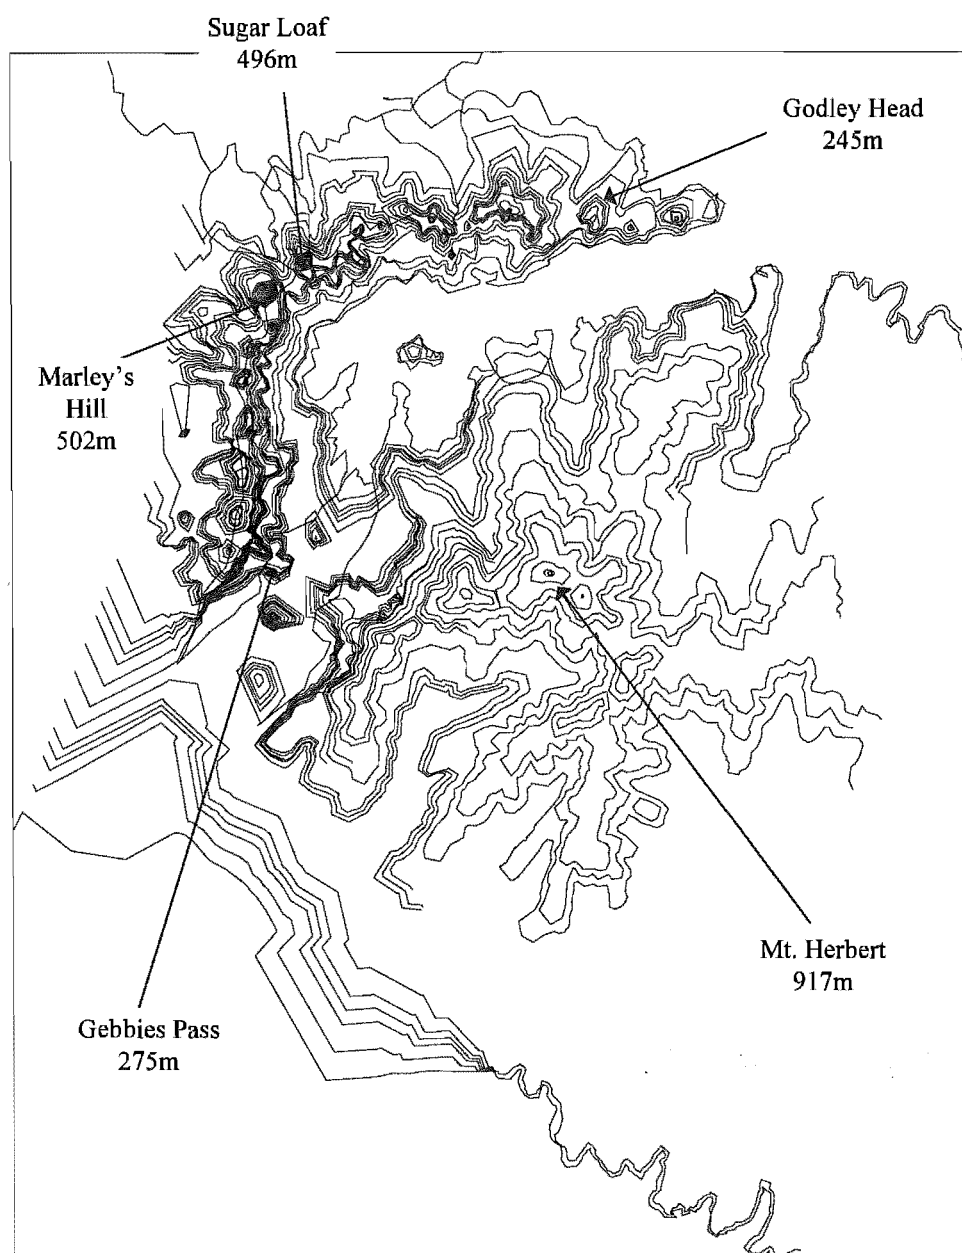 Sugar Loaf
496m
Godley Head
245m
Marley's
Hill
502m
Mt. Herbert
917m
Gebbies Pass
275m